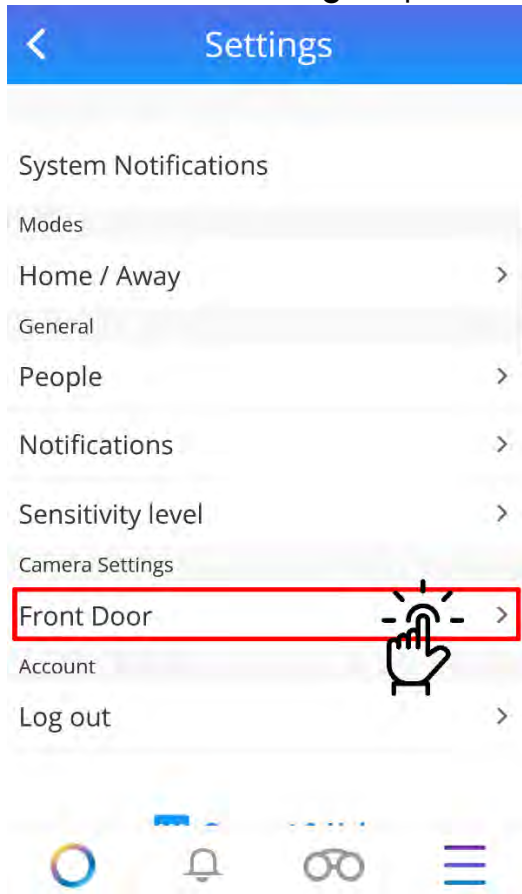 Settings
System Notifications
Modes
Home / Away
General
People
Notifications
Sensitivity level
Camera Settings
Front Door
Account
Log out